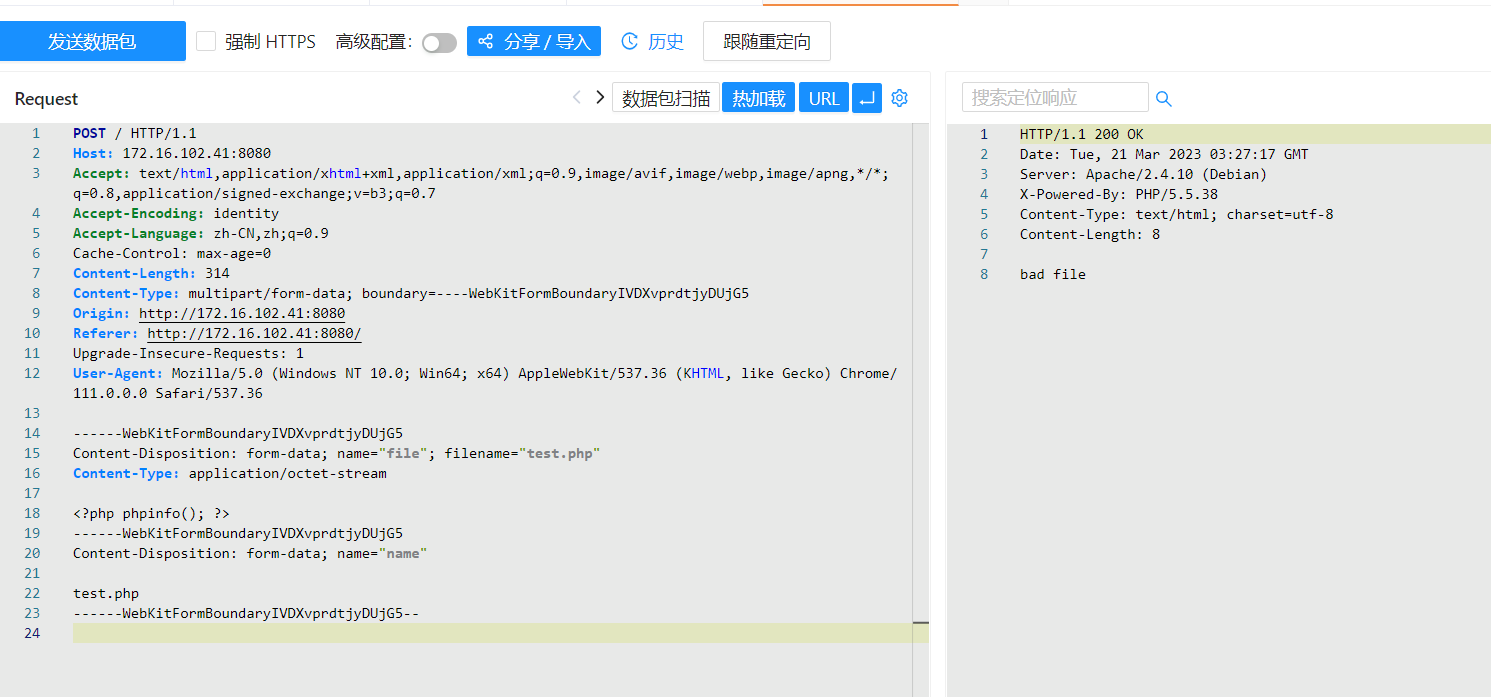 发送数据包 强制 HTTPS 高级配置: 分享 / 导入 历史 跟随重定向
Request 数据包扫描 热加载 URL
1 POST / HTTP/1.1
2 Host: 172.16.102.41:8080
3 Accept: text/html,application/xhtml+xml,application/xml;q=0.9,image/avif,image/webp,image/apng,*/*;
q=0.8,application/signed-exchange;v=b3;q=0.7
4 Accept-Encoding: identity
5 Accept-Language: zh-CN,zh;q=0.9
6 Cache-Control: max-age=0
7 Content-Length: 314
8 Content-Type: multipart/form-data; boundary=----WebKitFormBoundaryIVDXvprdtjyDUjG5
9 Origin: http://172.16.102.41:8080
10 Referer: http://172.16.102.41:8080/
11 Upgrade-Insecure-Requests: 1
12 User-Agent: Mozilla/5.0 (Windows NT 10.0; Win64; x64) AppleWebKit/537.36 (KHTML, like Gecko) Chrome/
111.0.0.0 Safari/537.36
13
14 ------WebKitFormBoundaryIVDXvprdtjyDUjG5
15 Content-Disposition: form-data; name="file"; filename="test.php"
16 Content-Type: application/octet-stream
17
18 <?php phpinfo(); ?>
19 ------WebKitFormBoundaryIVDXvprdtjyDUjG5
20 Content-Disposition: form-data; name="name"
21
22 test.php
23 ------WebKitFormBoundaryIVDXvprdtjyDUjG5--
24
搜索定位响应
1 HTTP/1.1 200 OK
2 Date: Tue, 21 Mar 2023 03:27:17 GMT
3 Server: Apache/2.4.10 (Debian)
4 X-Powered-By: PHP/5.5.38
5 Content-Type: text/html; charset=utf-8
6 Content-Length: 8
7
8 bad file